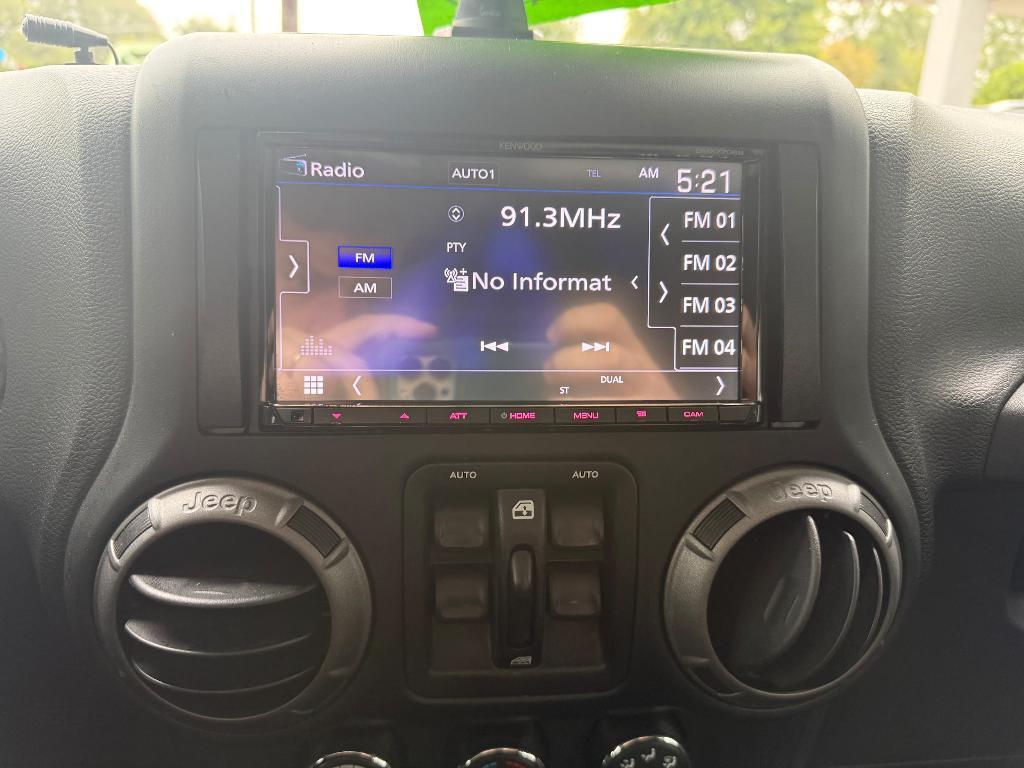 KENWOOD
Radio
AUTO1
TEL
AM 5:21
91.3MHz
PTY
FM
AM
No Informat
FM 01
FM 02
FM 03
FM 04
ST
DUAL
ATT
HOME
MENU
CAM
AUTO
AUTO
Jeep
Jeep